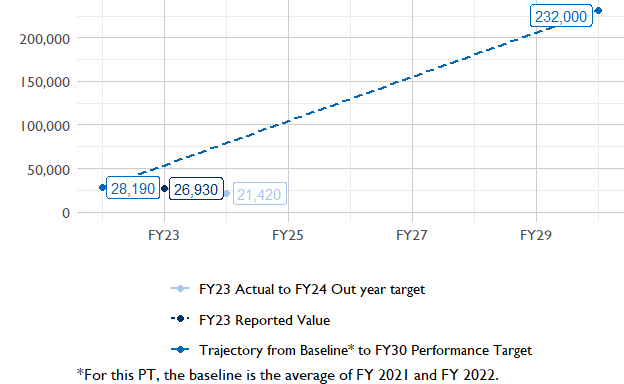 232,000
200,000
150,000
100,000
50,000
28,190 26,930 21,420
0
FY23 FY25 FY27 FY29
FY23 Actual to FY24 Out year target
FY23 Reported Value
Trajectory from Baseline* to FY30 Performance Target
*For this PT, the baseline is the average of FY 2021 and FY 2022.